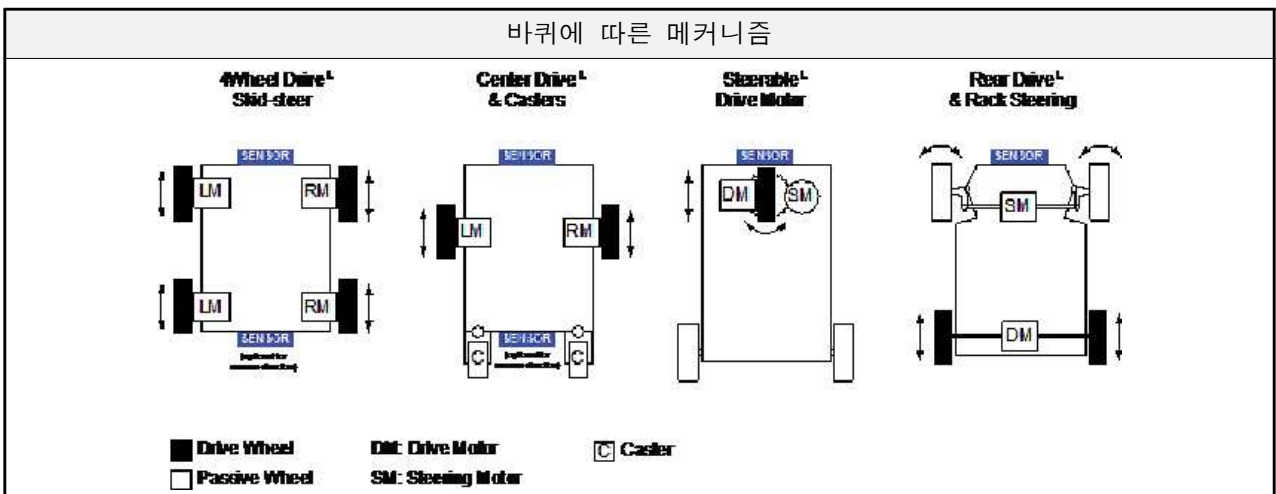 바퀴에 따른 메커니즘
4Wheel Drive
Skid-steer
Center Drive
& Casters
Steerable
Drive Motor
Rear Drive
& Rack Steering
SENSOR
SENSOR
SENSOR
SENSOR
LM
RM
LM
RM
DM
SM
SM
LM
RM
DM
SENSOR
C
SENSOR
C
Drive Wheel
DM: Drive Motor
C
Caster
Passive Wheel
SM: Steering Motor